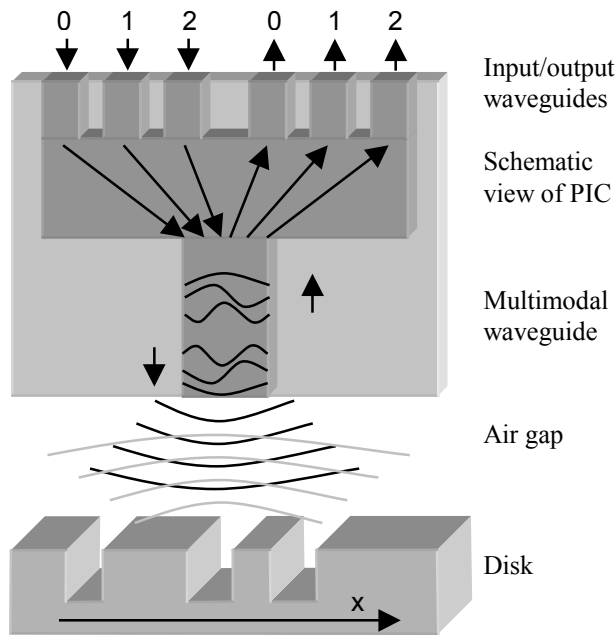 0 1 2 0 1 2
Input/output
waveguides
Schematic
view of PIC
Multimodal
waveguide
Air gap
Disk
x